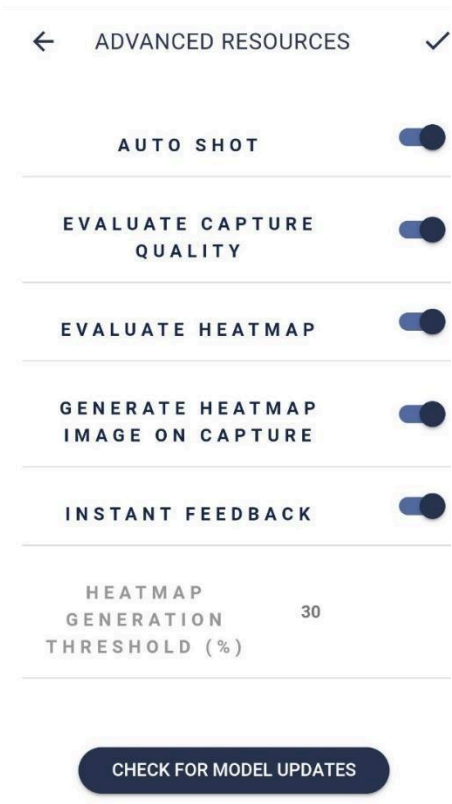 ADVANCED RESOURCES
AUTO SHOT
EVALUATE CAPTURE
QUALITY
EVALUATE HEATMAP
GENERATE HEATMAP
IMAGE ON CAPTURE
INSTANT FEEDBACK
HEATMAP
GENERATION
THRESHOLD (%)
30
CHECK FOR MODEL UPDATES